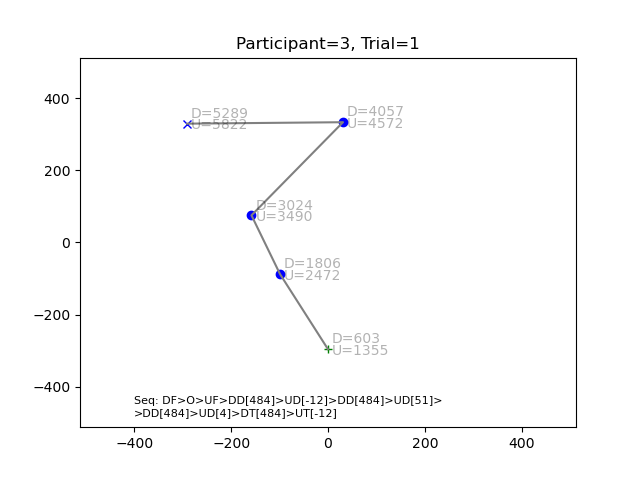 Participant=3, Trial=1
D=5289
U=5822
D=4057
U=4572
D=3024
U=3490
D=1806
U=2472
D=603
U=1355
Seq: DF>O>UF>DD[484]>UD[-12]>DD[484]>UD[51]>
>DD[484]>UD[4]>DT[484]>UT[-12]
400
200
0
−200
−400
−400 −200 0 200 400